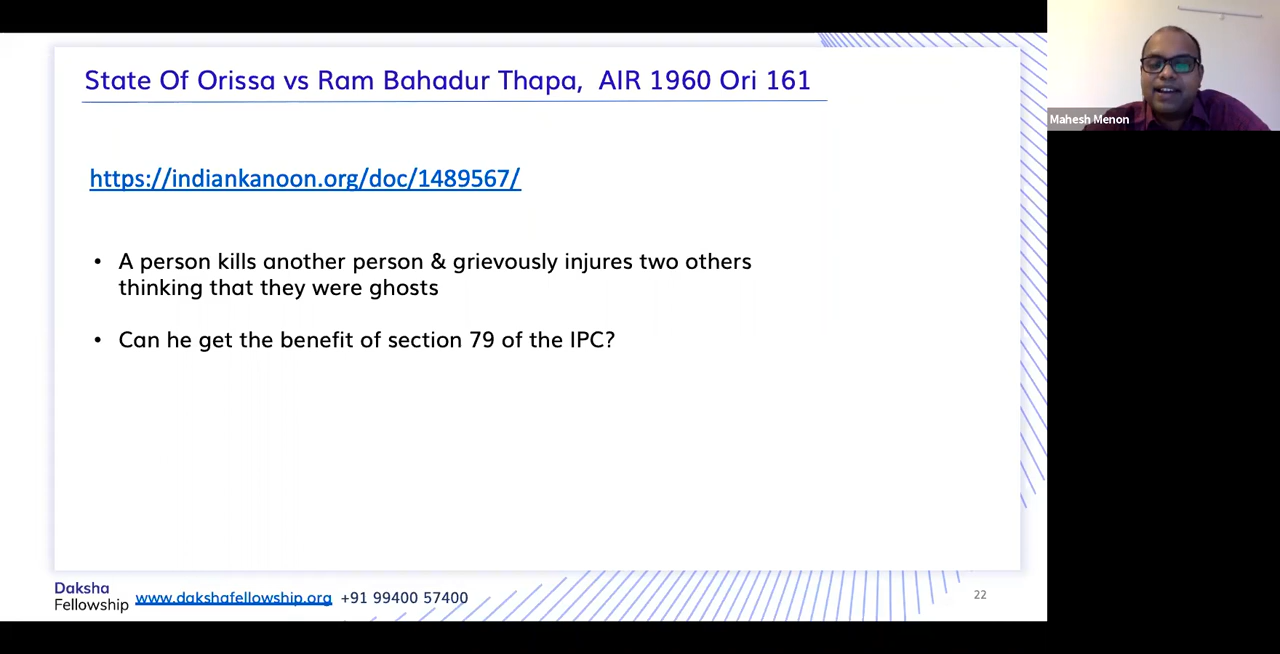 State Of Orissa vs Ram Bahadur Thapa, AIR 1960 Ori 161
Mahesh Menon
https://indiankanoon.org/doc/1489567/
• A person kills another person & grievously injures two others
thinking that they were ghosts
• Can he get the benefit of section 79 of the IPC?
Daksha
Fellowship www.dakshafellowship.org +91 99400 57400
22